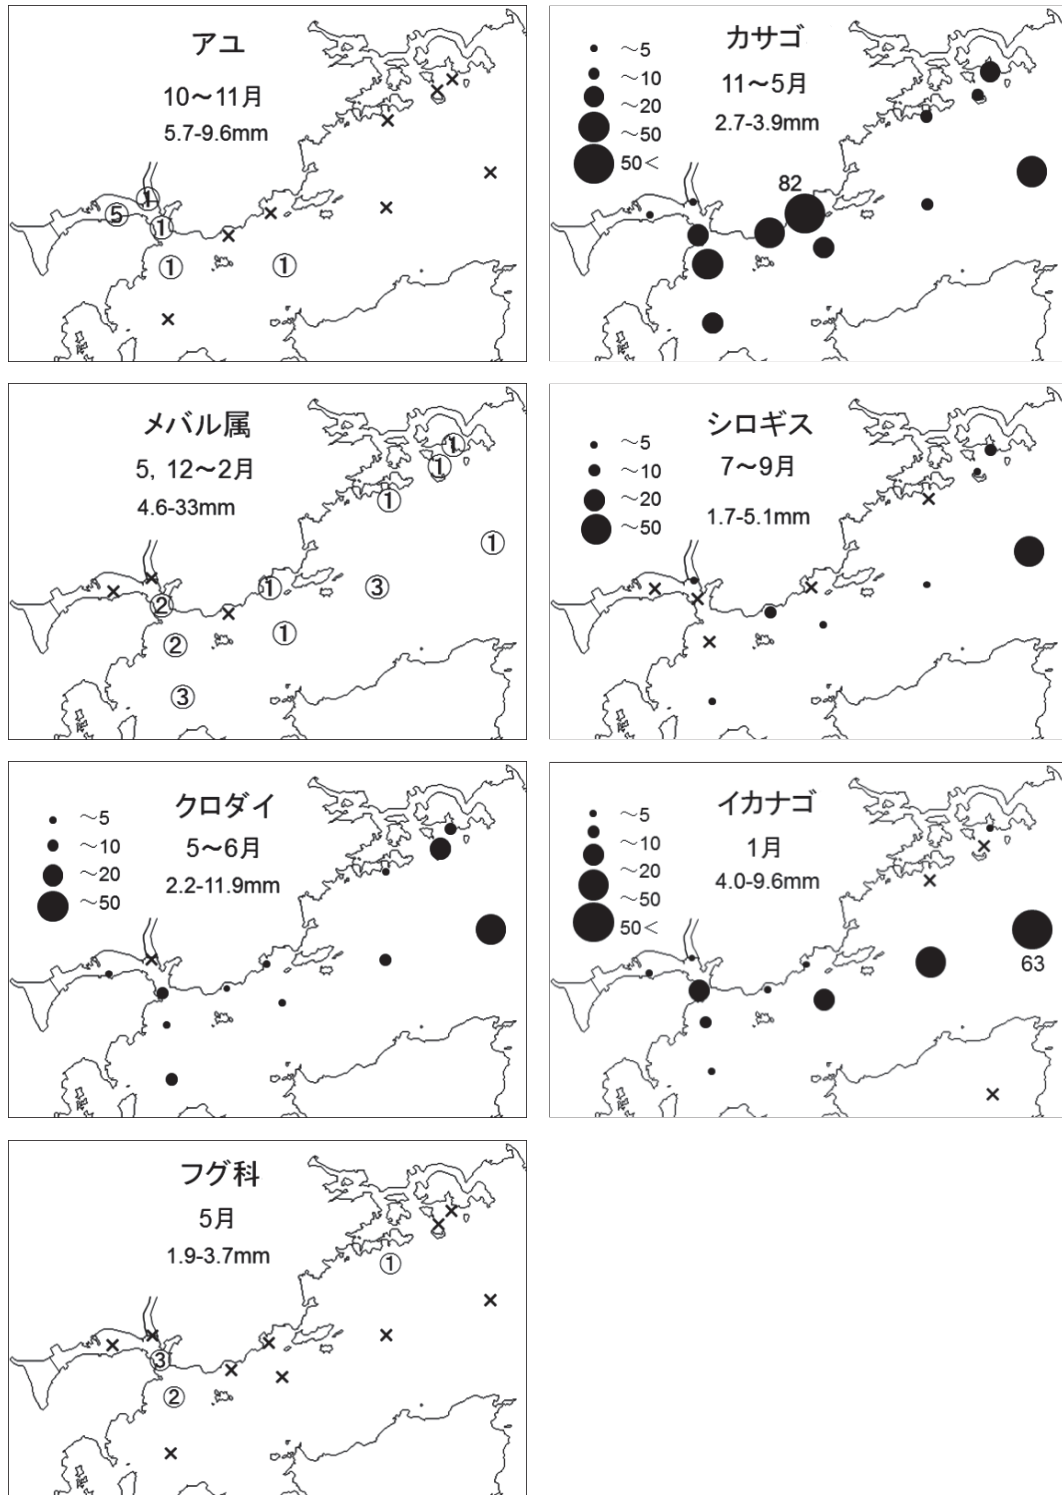 アユ
10～11月
5.7-9.6mm
①
⑤
①
①
①
カサゴ
11～5月
2.7-3.9mm
～5
～10
～20
～50
50<
82
メバル属
5, 12～2月
4.6-33mm
①
①
①
①
③
①
②
②
①
③
シロギス
7～9月
1.7-5.1mm
～5
～10
～20
～50
クロダイ
5～6月
2.2-11.9mm
～5
～10
～20
～50
イカナゴ
1月
4.0-9.6mm
～5
～10
～20
～50
50<
63
フグ科
5月
1.9-3.7mm
①
③
②